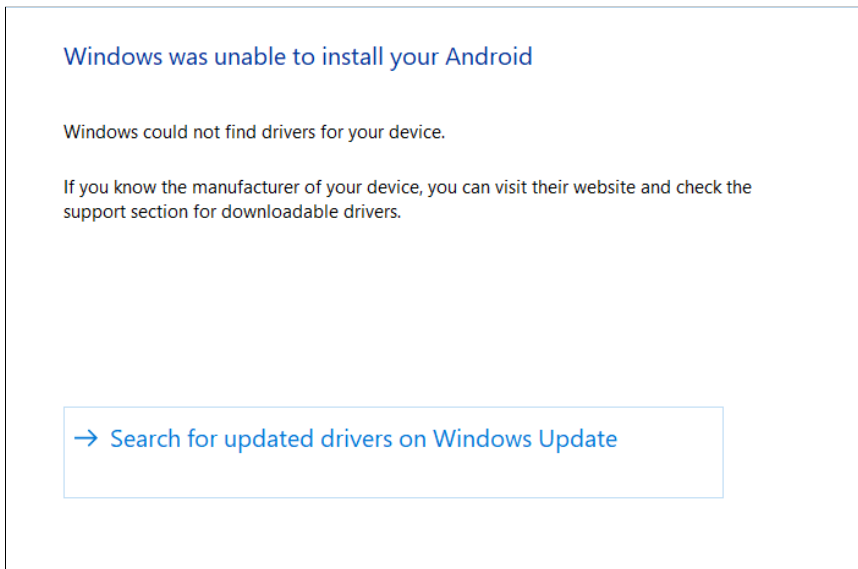 Windows was unable to install your Android
Windows could not find drivers for your device.
If you know the manufacturer of your device, you can visit their website and check the
support section for downloadable drivers.
→ Search for updated drivers on Windows Update